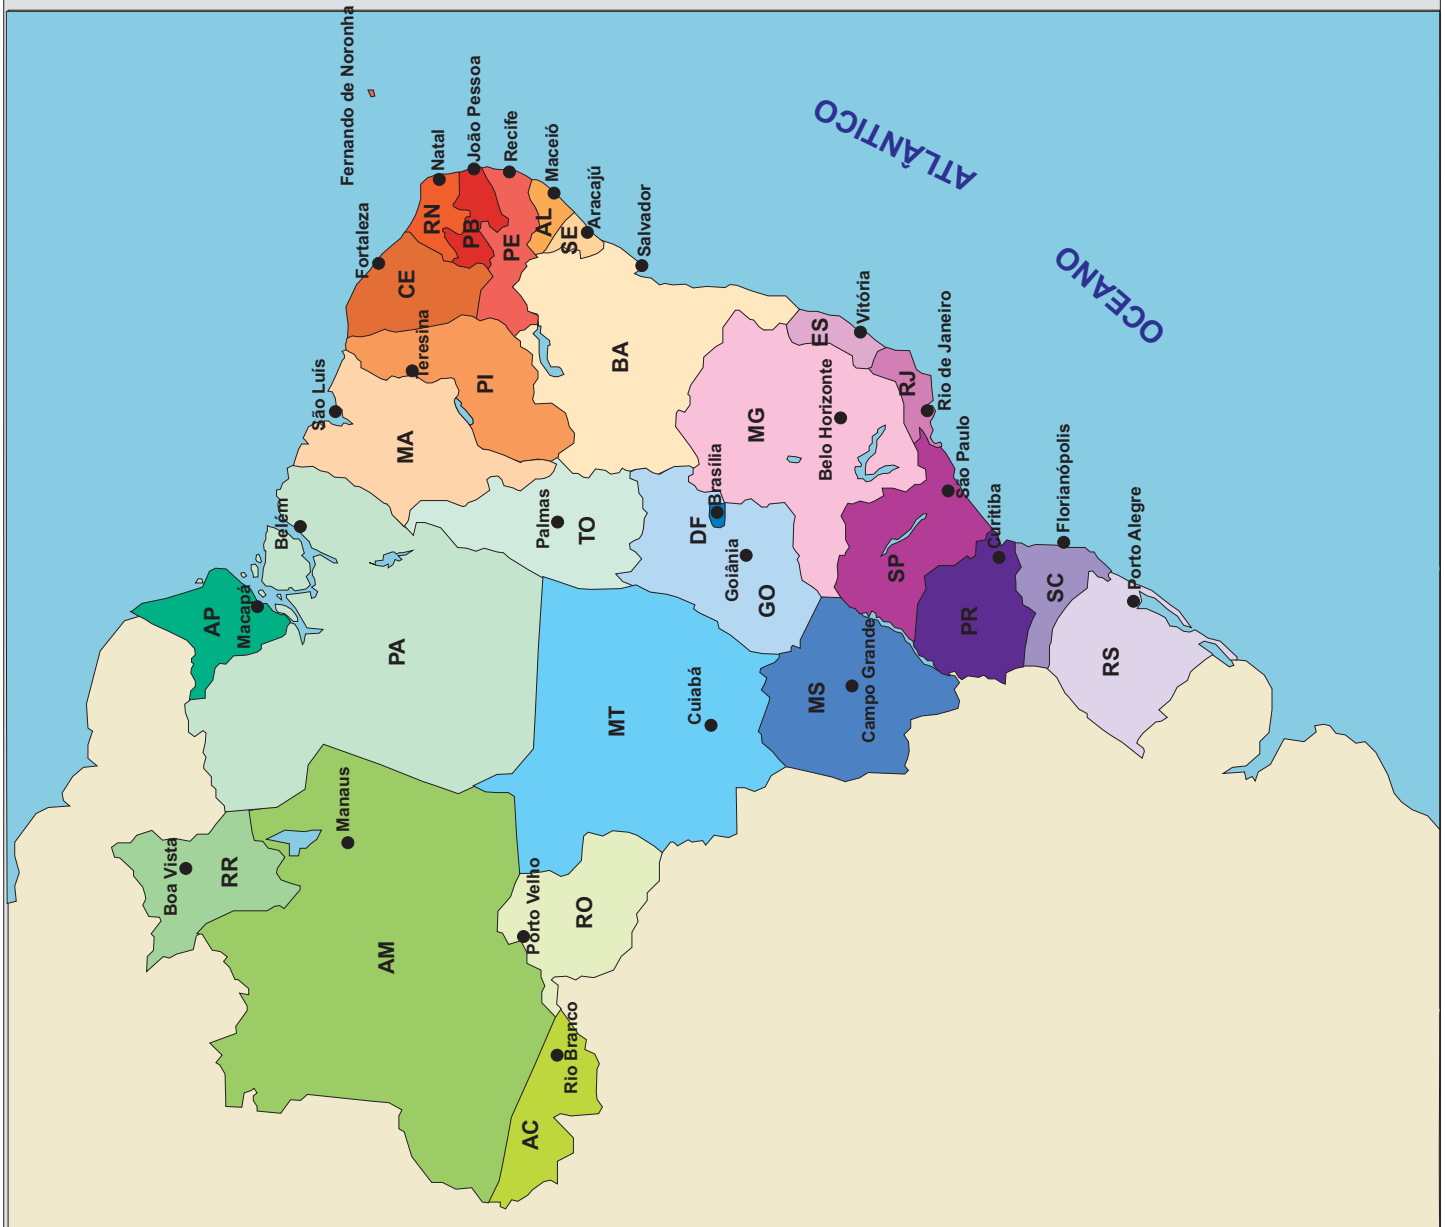 Boa Vista
RR
AP
Macapá
Manaus
AM
PA
Belém
São Luís
MA
Teresina
PI
Fortaleza
CE
Fernando de Noronha
RN
Natal
PB
João Pessoa
PE
Recife
AL
Maceió
SE
Aracajú
BA
Salvador
AC
Rio Branco
Porto Velho
RO
MT
Cuiabá
Palmas
TO
DF
Brasília
Goiânia
GO
MG
Belo Horizonte
ES
Vitória
MS
Campo Grande
SP
São Paulo
RJ
Rio de Janeiro
PR
Curitiba
SC
Florianópolis
RS
Porto Alegre
OCEANO
ATLÂNTICO